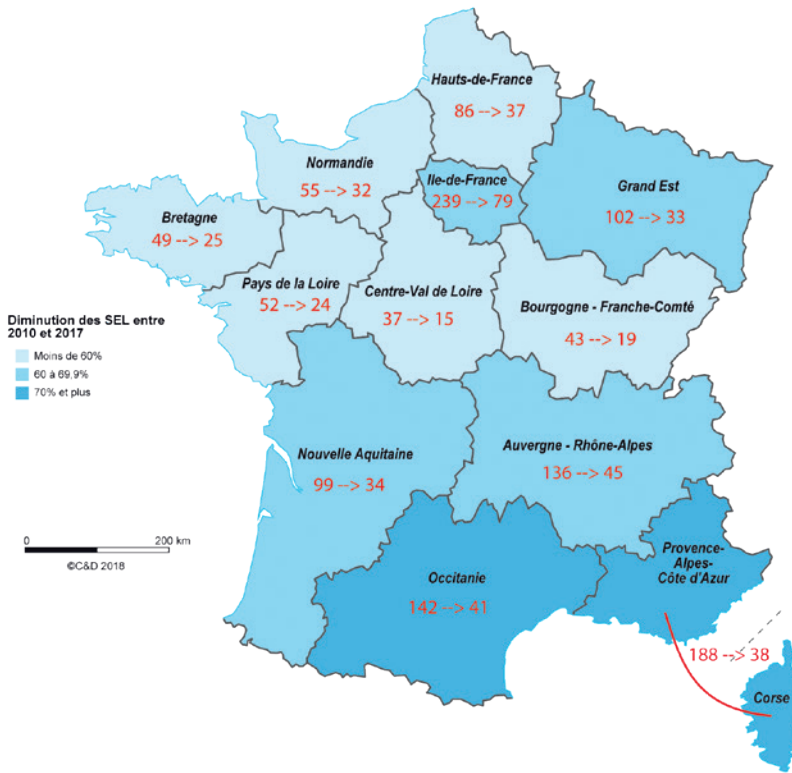 Hauts-de-France
86 --> 37
Normandie
55 --> 32
Ile-de-France
239 --> 79
Grand Est
102 --> 33
Bretagne
49 --> 25
Pays de la Loire
52 --> 24
Centre-Val de Loire
37 --> 15
Bourgogne - Franche-Comté
43 --> 19
Diminution des SEL entre
2010 et 2017
Moins de 60%
60 à 69,9%
70% et plus
Nouvelle Aquitaine
99 --> 34
Auvergne - Rhône-Alpes
136 --> 45
0 200 km
©C&D 2018
Occitanie
142 --> 41
Provence-
Alpes-
Côte d'Azur
188 --> 38
Corse